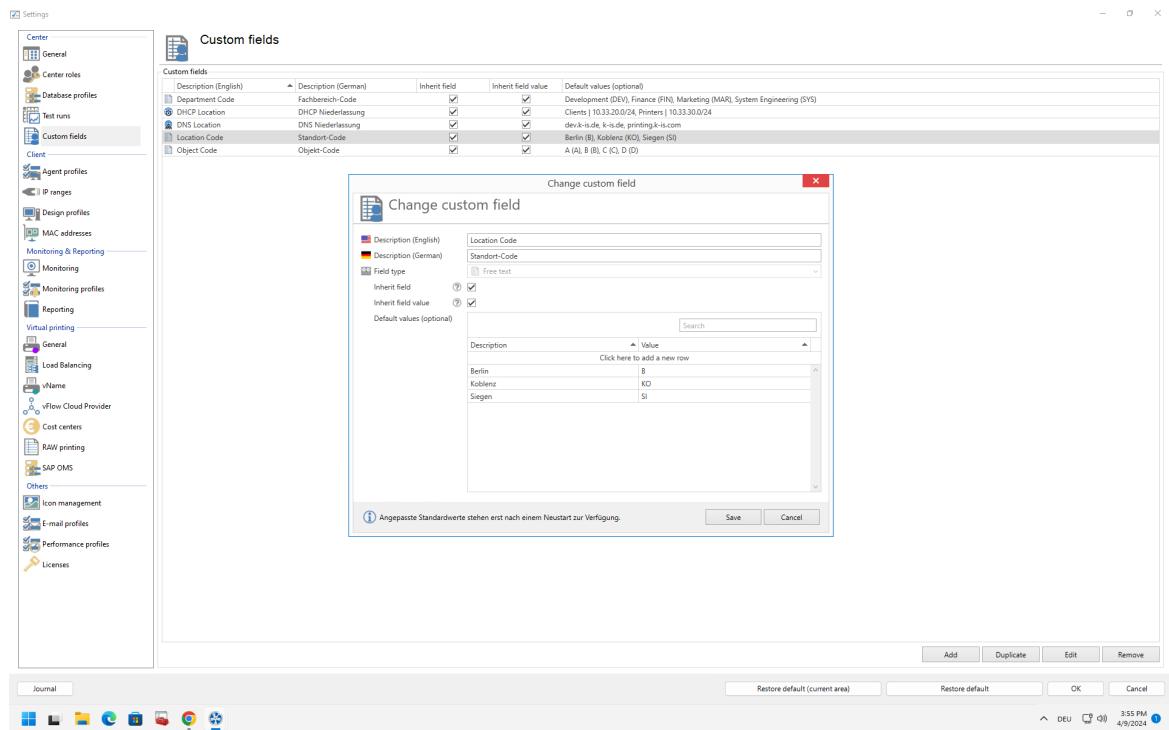 Settings
Center
General
Center roles
Database profiles
Test runs
Custom fields
Client
Agent profiles
IP ranges
Design profiles
MAC addresses
Monitoring & Reporting
Monitoring
Monitoring profiles
Reporting
Virtual printing
General
Load Balancing
vName
vFlow Cloud Provider
Cost centers
RAW printing
SAP OMS
Others
Icon management
E-mail profiles
Performance profiles
Licenses
Custom fields
Custom fields
Description (English) Description (German) Inherit field Inherit field value Default values (optional)
Department Code Fachbereich-Code Development (DEV), Finance (FIN), Marketing (MAR), System Engineering (SYS)
DHCP Location DHCP Niederlassung Clients | 10.33.20.0/24, Printers | 10.33.30.0/24
DNS Location DNS Niederlassung dev.k-is.de, k-is.de, printing.k-is.com
Location Code Standort-Code Berlin (B), Koblenz (KO), Siegen (SI)
Object Code Objekt-Code A (A), B (B), C (C), D (D)
Change custom field
Change custom field
Description (English) Location Code
Description (German) Standort-Code
Field type Free text
Inherit field ?
Inherit field value ?
Default values (optional)
Search
Description Value
Click here to add a new row
Berlin B
Koblenz KO
Siegen SI
Angepasste Standardwerte stehen erst nach einem Neustart zur Verfügung. Save Cancel
Add Duplicate Edit Remove
Journal Restore default (current area) Restore default OK Cancel
DEU 3:55 PM
4/9/2024 1